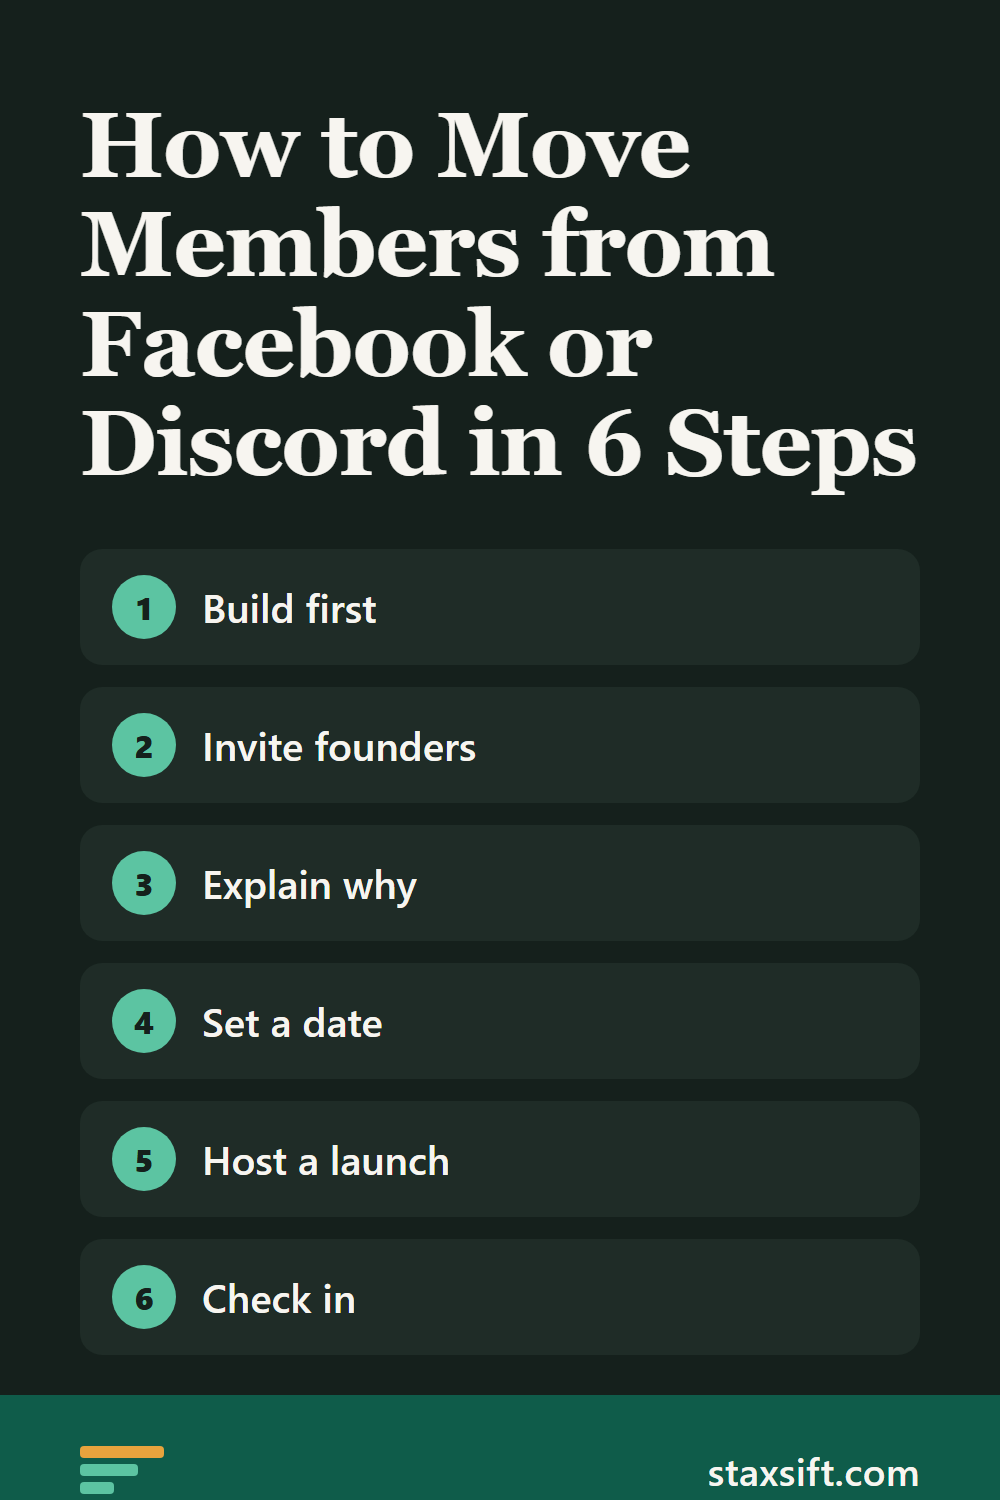 How to Move
Members from
Facebook or
Discord in 6 Steps
1 Build first
2 Invite founders
3 Explain why
4 Set a date
5 Host a launch
6 Check in
staxsift.com